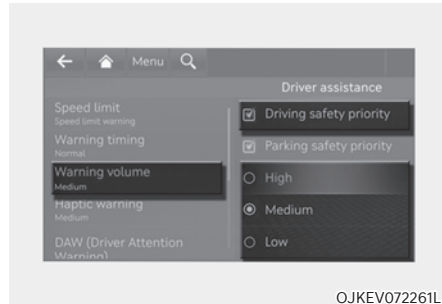 Menu
Driver assistance
Speed limit
Speed limit warning
Warning timing
Normal
Warning volume
Medium
Haptic warning
Medium
DAW (Driver Attention
Warning)
Driving safety priority
Parking safety priority
High
Medium
Low
OJKEV072261L